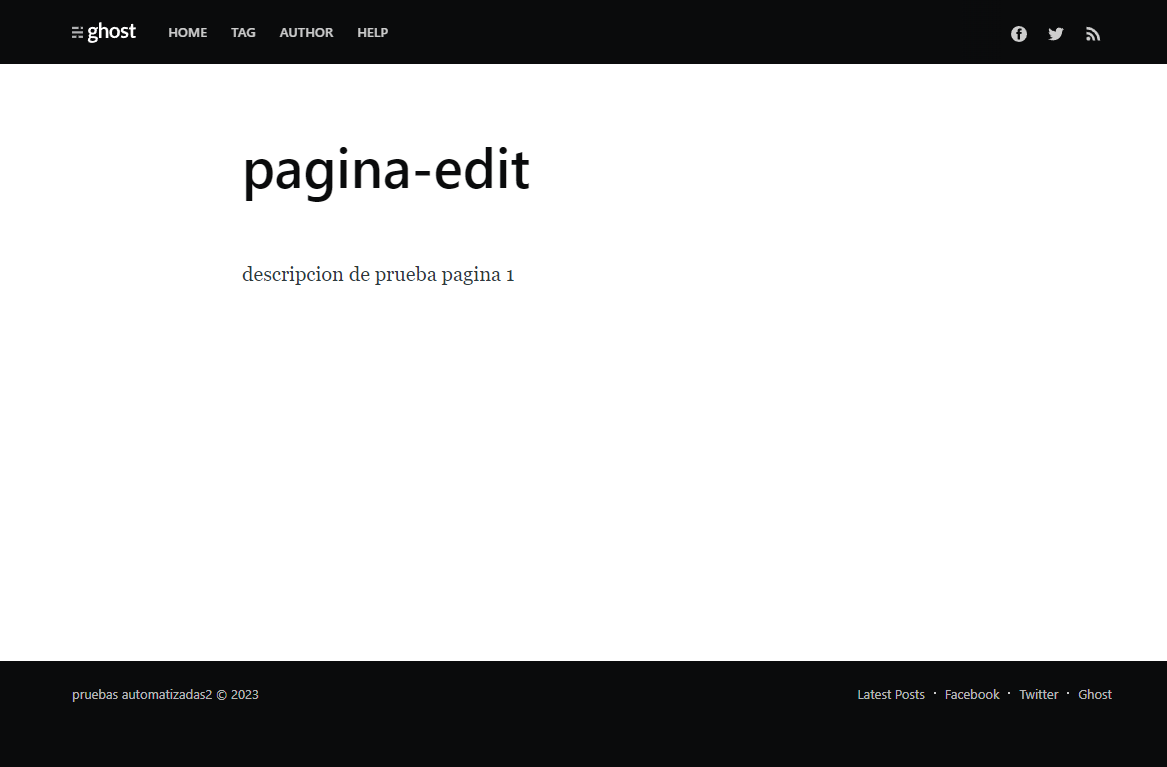 ghost HOME TAG AUTHOR HELP
pagina-edit
descripcion de prueba pagina 1
pruebas automatizadas2 © 2023 Latest Posts · Facebook · Twitter · Ghost